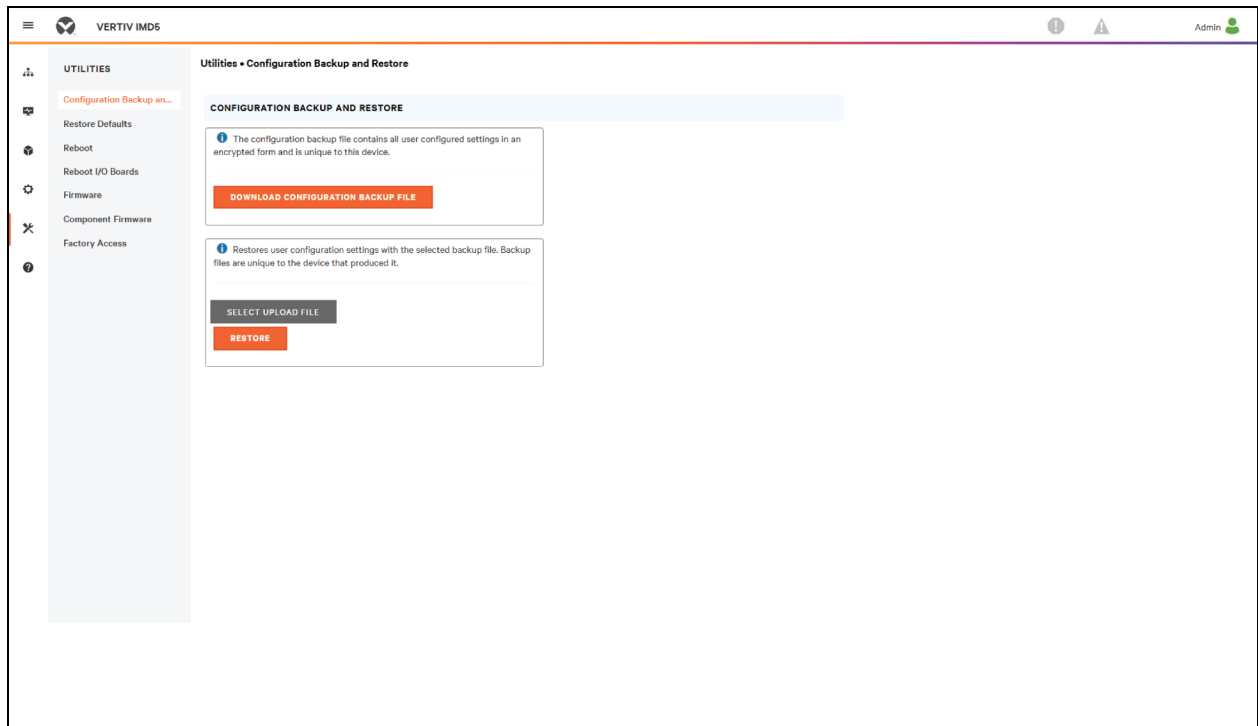 VERTIV IMD5
Admin
UTILITIES
Configuration Backup an...
Restore Defaults
Reboot
Reboot I/O Boards
Firmware
Component Firmware
Factory Access
Utilities • Configuration Backup and Restore
CONFIGURATION BACKUP AND RESTORE
The configuration backup file contains all user configured settings in an
encrypted form and is unique to this device.
DOWNLOAD CONFIGURATION BACKUP FILE
Restores user configuration settings with the selected backup file. Backup
files are unique to the device that produced it.
SELECT UPLOAD FILE
RESTORE